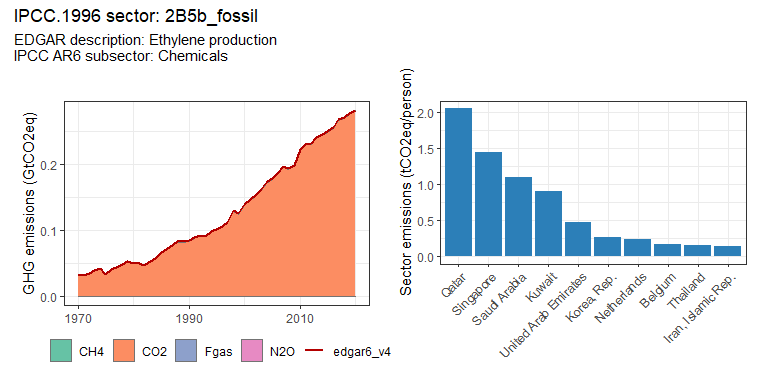 IPCC.1996 sector: 2B5b_fossil
EDGAR description: Ethylene production
IPCC AR6 subsector: Chemicals
GHG emissions (GtCO2eq)
0.2
0.1
0.0
1970
1990
2010
CH4
CO2
Fgas
N2O
edgar6_v4
Sector emissions (tCO2eq/person)
2.0
1.5
1.0
0.5
0.0
Qatar
Singapore
Saudi Arabia
Kuwait
United Arab Emirates
Korea, Rep.
Netherlands
Belgium
Thailand
Iran, Islamic Rep.